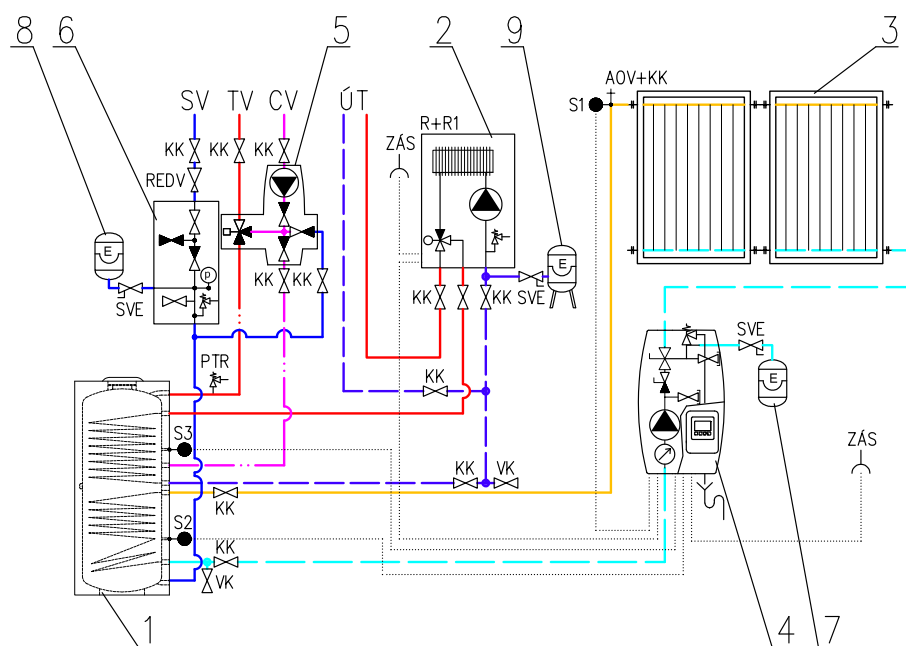 8 6 5 2 9 3
SV TV CV ÚT
R+R1
AOV+KK
S1
ZÁS
KK KK KK
REDV
E
P
SVE
KK KK
E
SVE
KK KK
PTR
KK
SVE
E
S3
ZÁS
KK VK
KK
S2
KK
VK
1 4 7